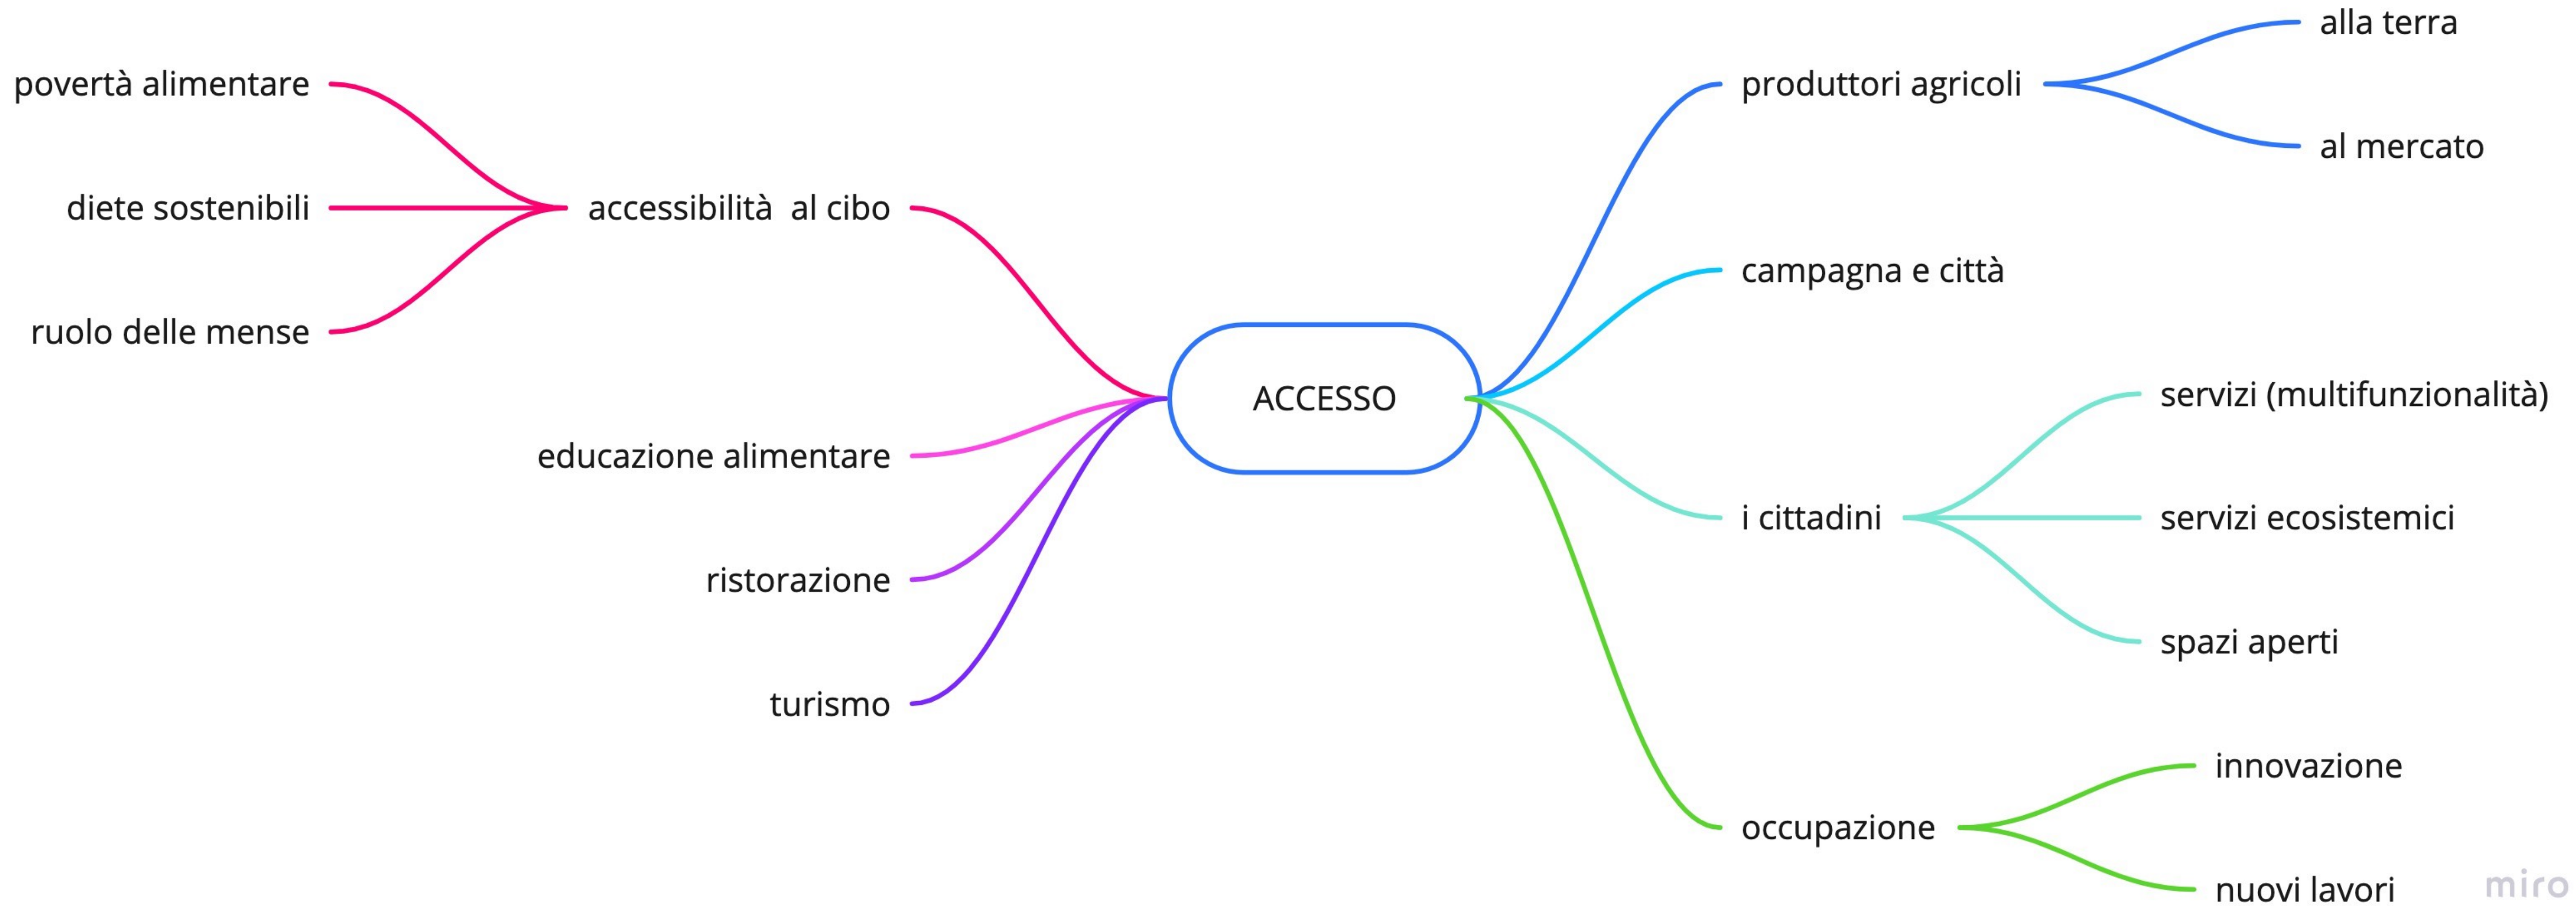 povertà alimentare
diete sostenibili
ruolo delle mense
accessibilità  al cibo
educazione alimentare
ristorazione
turismo
ACCESSO
produttori agricoli
alla terra
al mercato
campagna e città
i cittadini
servizi (multifunzionalità)
servizi ecosistemici
spazi aperti
occupazione
innovazione
nuovi lavori
miro